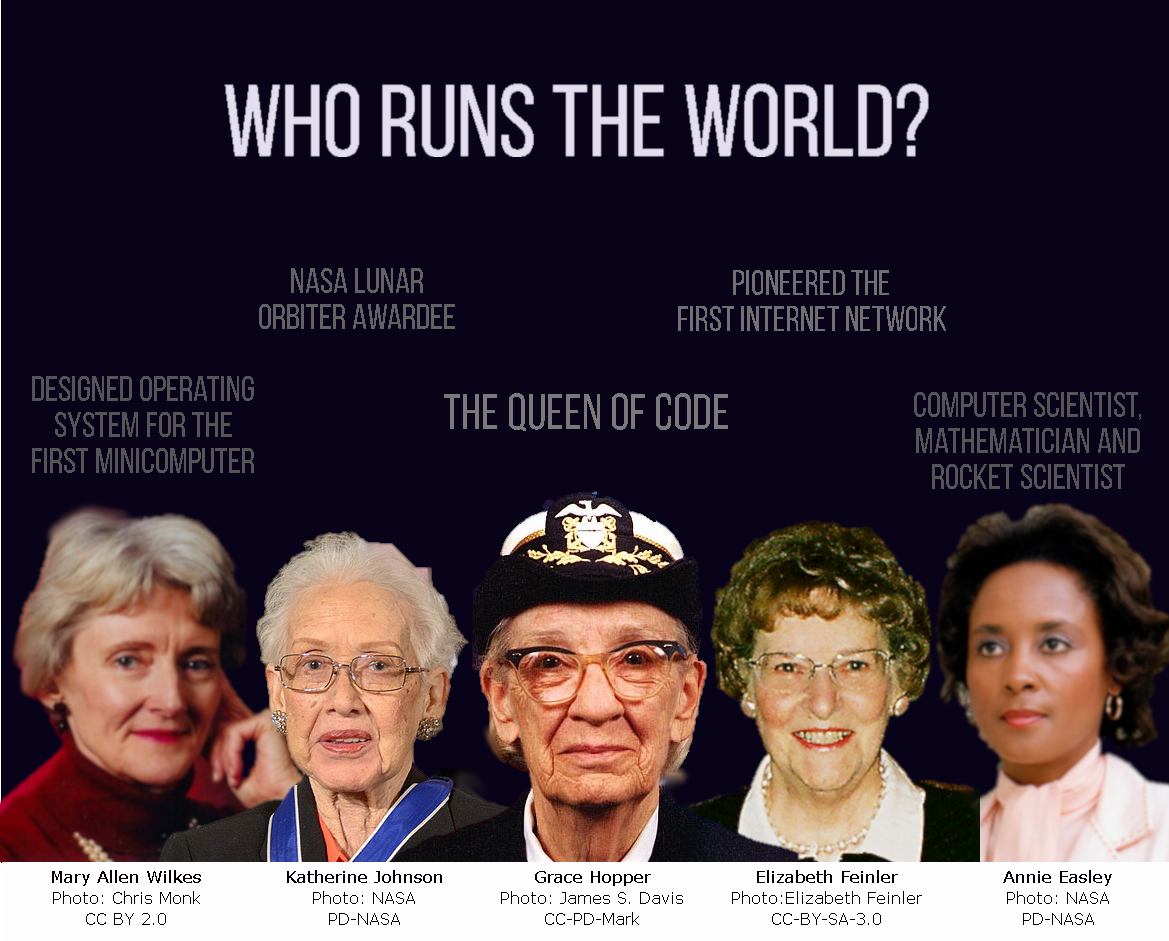 WHO RUNS THE WORLD?
NASA LUNAR
ORBITER AWARDEE
PIONEERED THE
FIRST INTERNET NETWORK
DESIGNED OPERATING
SYSTEM FOR THE
FIRST MINICOMPUTER
THE QUEEN OF CODE
COMPUTER SCIENTIST,
MATHEMATICIAN AND
ROCKET SCIENTIST
Mary Allen Wilkes
Photo: Chris Monk
CC BY 2.0
Katherine Johnson
Photo: NASA
PD-NASA
Grace Hopper
Photo: James S. Davis
CC-PD-Mark
Elizabeth Feinler
Photo:Elizabeth Feinler
CC-BY-SA-3.0
Annie Easley
Photo: NASA
PD-NASA